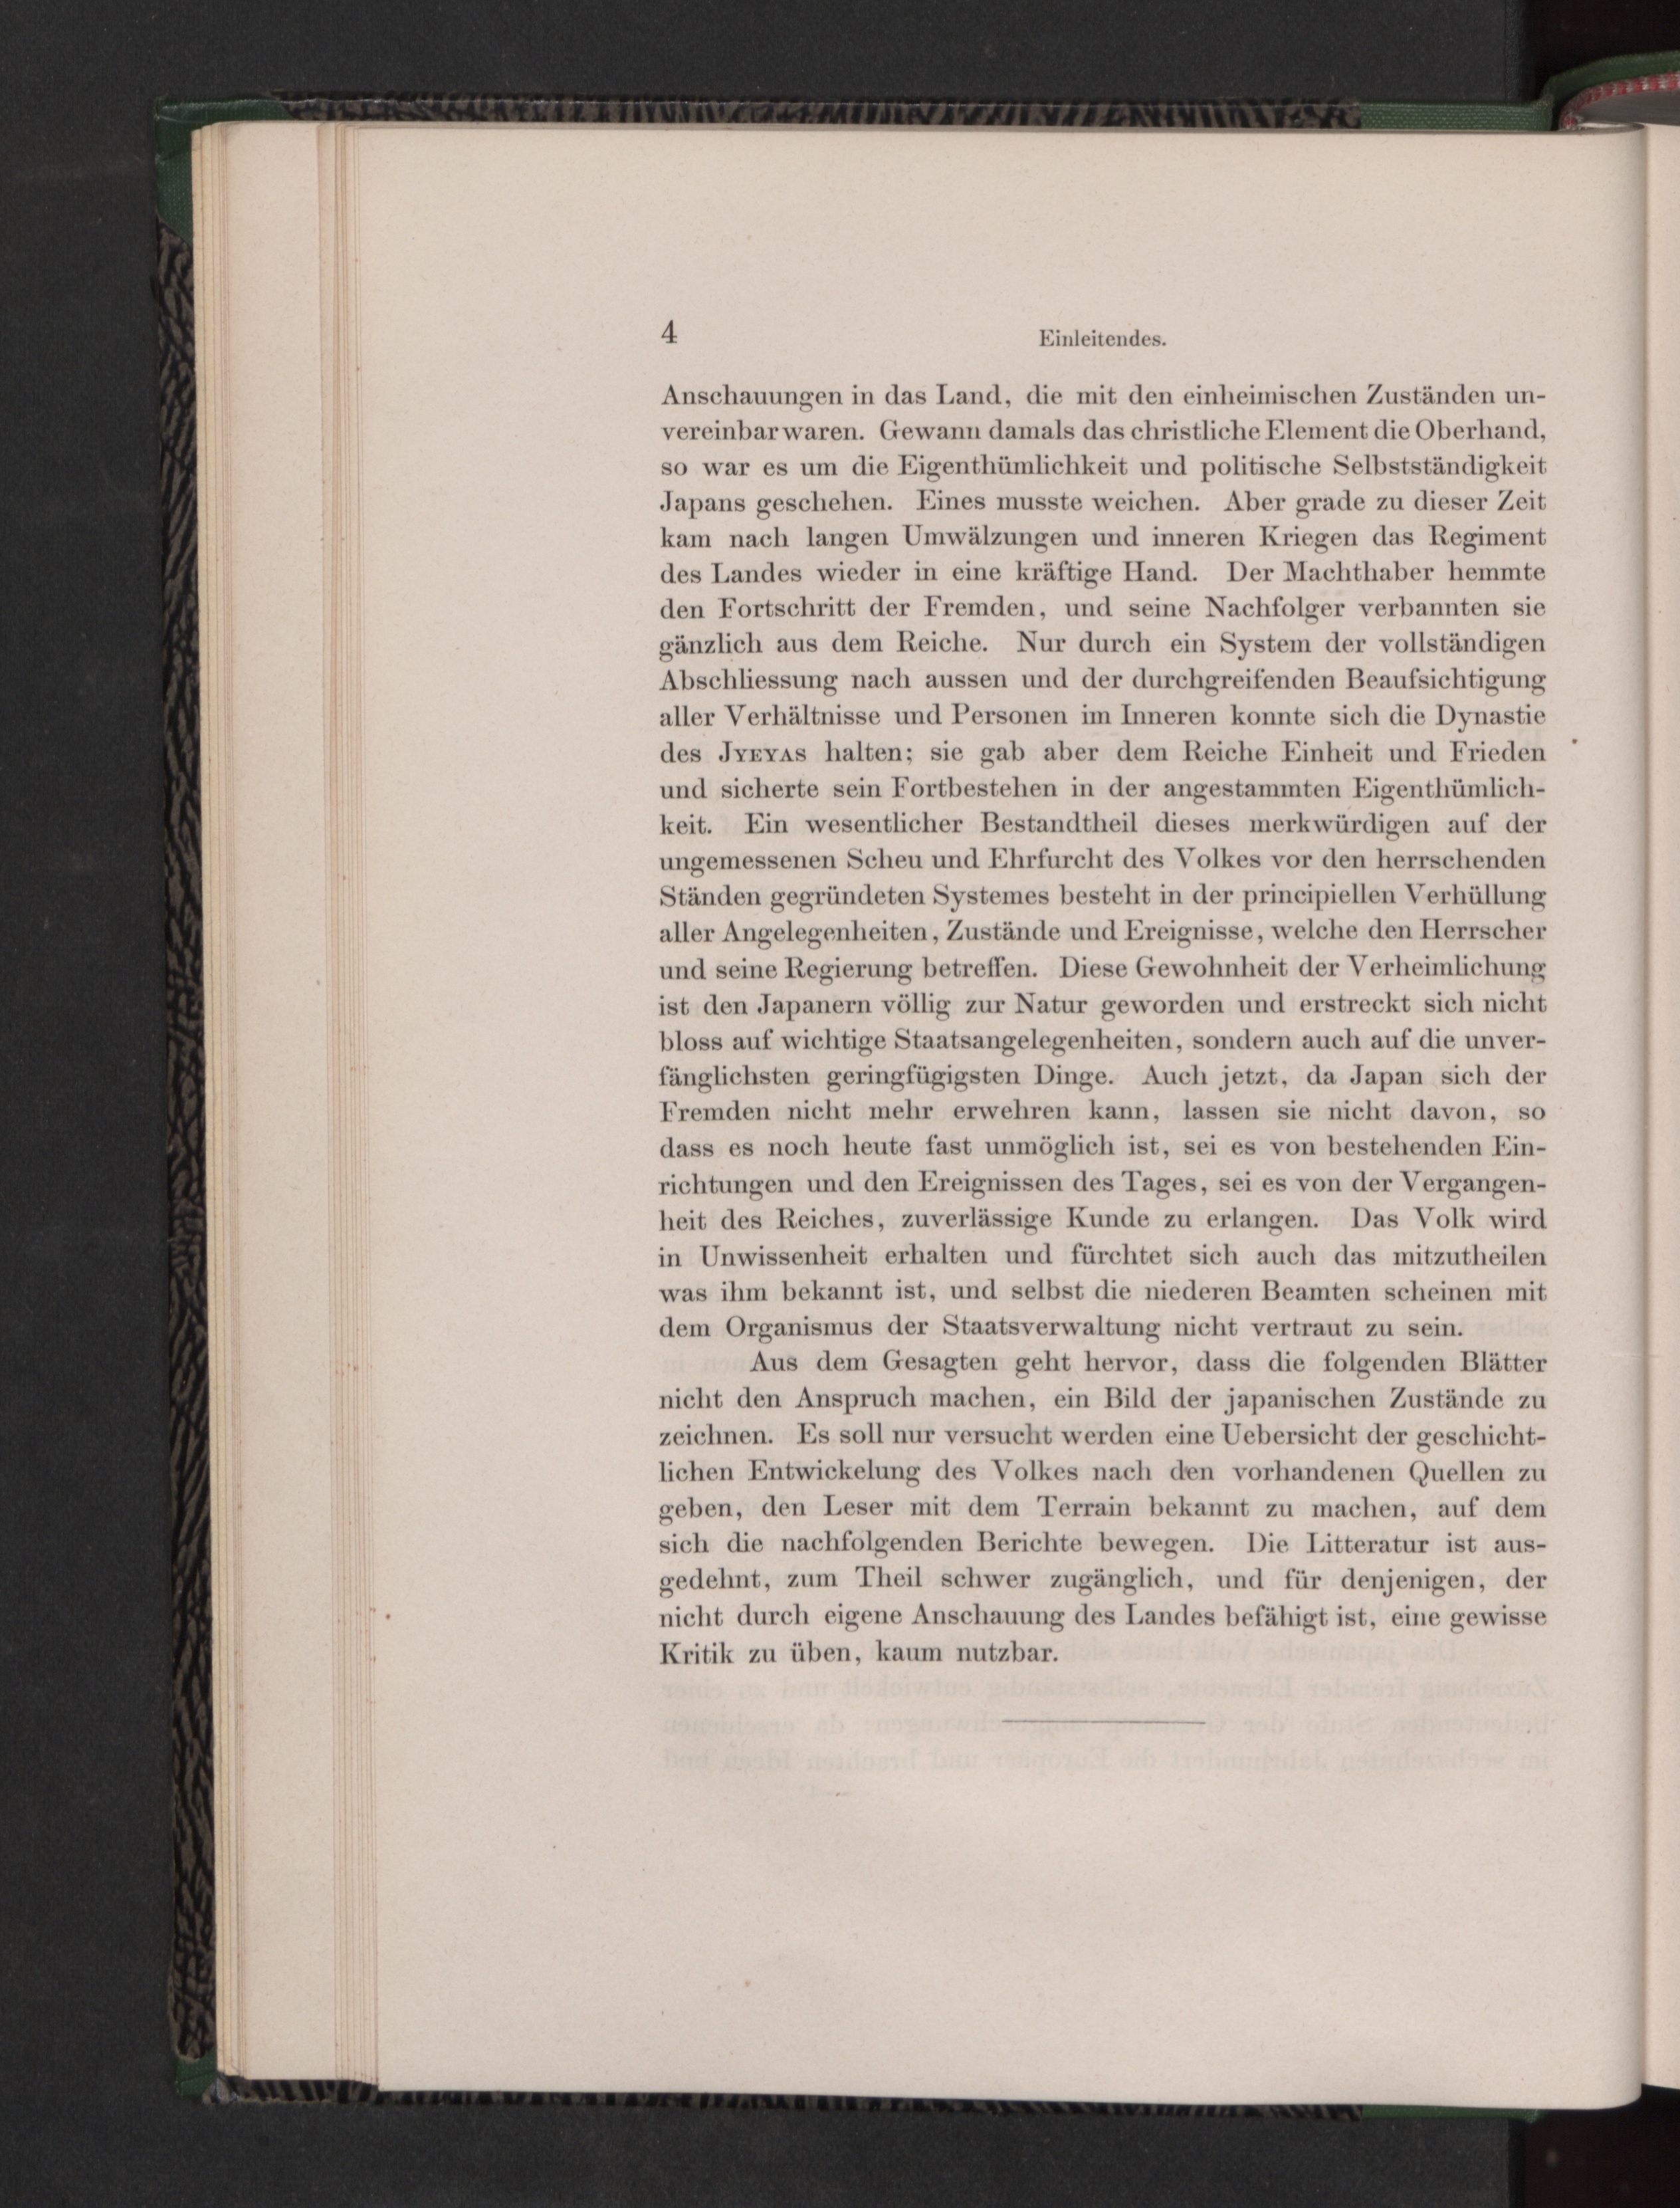 4
Einleitendes.
Anschauungen in das Land, die mit den einheimischen Zuständen un-
vereinbar waren. Gewann damals das christliche Element die Oberhand,
so war es um die Eigenthümlichkeit und politische Selbstständigkeit
Japans geschehen. Eines musste weichen. Aber grade zu dieser Zeit
kam nach langen Umwälzungen und inneren Kriegen das Regiment
des Landes wieder in eine kräftige Hand. Der Machthaber hemmte
den Fortschritt der Fremden, und seine Nachfolger verbannten sie
gänzlich aus dem Reiche. Nur durch ein System der vollständigen
Abschliessung nach aussen und der durchgreifenden Beaufsichtigung
aller Verhältnisse und Personen im Inneren konnte sich die Dynastie
des JYEYAS halten; sie gab aber dem Reiche Einheit und Frieden
und sicherte sein Fortbestehen in der angestammten Eigenthümlich-
keit. Ein wesentlicher Bestandtheil dieses merkwürdigen auf der
ungemessenen Scheu und Ehrfurcht des Volkes vor den herrschenden
Ständen gegründeten Systemes besteht in der principiellen Verhüllung
aller Angelegenheiten, Zustände und Ereignisse, welche den Herrscher
und seine Regierung betreffen. Diese Gewohnheit der Verheimlichung
ist den Japanern völlig zur Natur geworden und erstreckt sich nicht
bloss auf wichtige Staatsangelegenheiten, sondern auch auf die unver-
fänglichsten geringfügigsten Dinge. Auch jetzt, da Japan sich der
Fremden nicht mehr erwehren kann, lassen sie nicht davon, so
dass es noch heute fast unmöglich ist, sei es von bestehenden Ein-
richtungen und den Ereignissen des Tages, sei es von der Vergangen-
heit des Reiches, zuverlässige Kunde zu erlangen. Das Volk wird
in Unwissenheit erhalten und fürchtet sich auch das mitzutheilen
was ihm bekannt ist, und selbst die niederen Beamten scheinen mit
dem Organismus der Staatsverwaltung nicht vertraut zu sein.
Aus dem Gesagten geht hervor, dass die folgenden Blätter
nicht den Anspruch machen, ein Bild der japanischen Zustände zu
zeichnen. Es soll nur versucht werden eine Uebersicht der geschicht-
lichen Entwickelung des Volkes nach den vorhandenen Quellen zu
geben, den Leser mit dem Terrain bekannt zu machen, auf dem
sich die nachfolgenden Berichte bewegen. Die Litteratur ist aus-
gedehnt, zum Theil schwer zugänglich, und für denjenigen, der
nicht durch eigene Anschauung des Landes befähigt ist, eine gewisse
Kritik zu üben, kaum nutzbar.